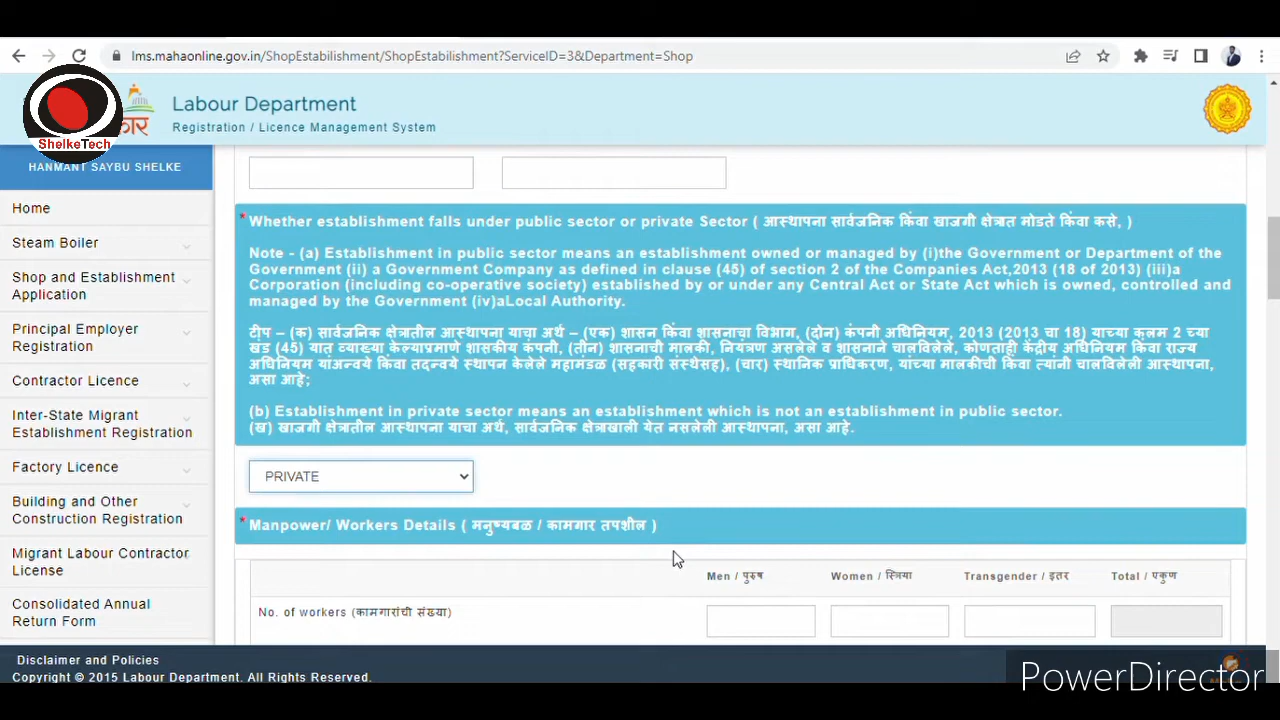 lms.mahaonline.gov.in/ShopEstabilishment/ShopEstabilishment?ServiceID=3&Department=Shop
Labour Department
Registration / Licence Management System
ShelkeTech
HANMANT SAYBU SHELKE
Home
Steam Boiler
Shop and Establishment
Application
Principal Employer
Registration
Contractor Licence
Inter-State Migrant
Establishment Registration
Factory Licence
Building and Other
Construction Registration
Migrant Labour Contractor
License
Consolidated Annual
Return Form
* Whether establishment falls under public sector or private Sector ( आस्थापना सार्वजनिक किंवा खाजगी क्षेत्रात मोडते किंवा कसे, )
Note - (a) Establishment in public sector means an establishment owned or managed by (i)the Government or Department of the
Government (ii) a Government Company as defined in clause (45) of section 2 of the Companies Act,2013 (18 of 2013) (iii)a
Corporation (including co-operative society) established by or under any Central Act or State Act which is owned, controlled and
managed by the Government (iv)aLocal Authority.
टीप – (क) सार्वजनिक क्षेत्रातील आस्थापना याचा अर्थ – (एक) शासन किंवा शासनाचा विभाग, (दोन) कंपनी अधिनियम, 2013 (2013 चा 18) याच्या कलम 2 च्या
खंड (45) यात व्याख्या केल्याप्रमाणे शासकीय कंपनी, (तीन) शासनाची मालकी, नियंत्रण असलेले व शासनाने चालविलेले, कोणताही केंद्रीय अधिनियम किंवा राज्य
अधिनियम यांअन्वये किंवा तदन्वये स्थापन केलेले महामंडळ (सहकारी संस्थेसह), (चार) स्थानिक प्राधिकरण, यांच्या मालकीची किंवा त्यांनी चालविलेली आस्थापना,
असा आहे;
(b) Establishment in private sector means an establishment which is not an establishment in public sector.
(ख) खाजगी क्षेत्रातील आस्थापना याचा अर्थ, सार्वजनिक क्षेत्राखाली येत नसलेली आस्थापना, असा आहे.
PRIVATE
* Manpower/ Workers Details ( मनुष्यबळ / कामगार तपशील )
Men / पुरुष Women / स्त्रिया Transgender / इतर Total / एकुण
No. of workers (कामगारांची संख्या)
Disclaimer and Policies
Copyright © 2015 Labour Department. All Rights Reserved.
PowerDirector